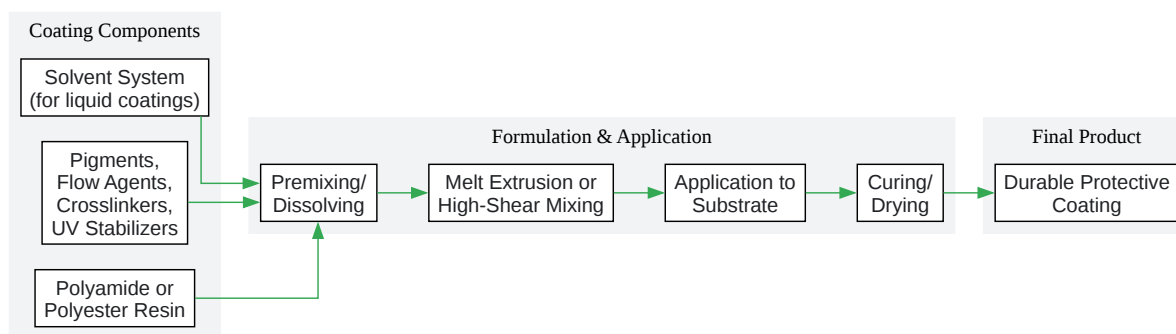 Coating Components
Solvent System
(for liquid coatings)
Pigments,
Flow Agents,
Crosslinkers,
UV Stabilizers
Polyamide or
Polyester Resin
Formulation & Application
Premixing/
Dissolving
Melt Extrusion or
High-Shear Mixing
Application to
Substrate
Curing/
Drying
Final Product
Durable Protective
Coating